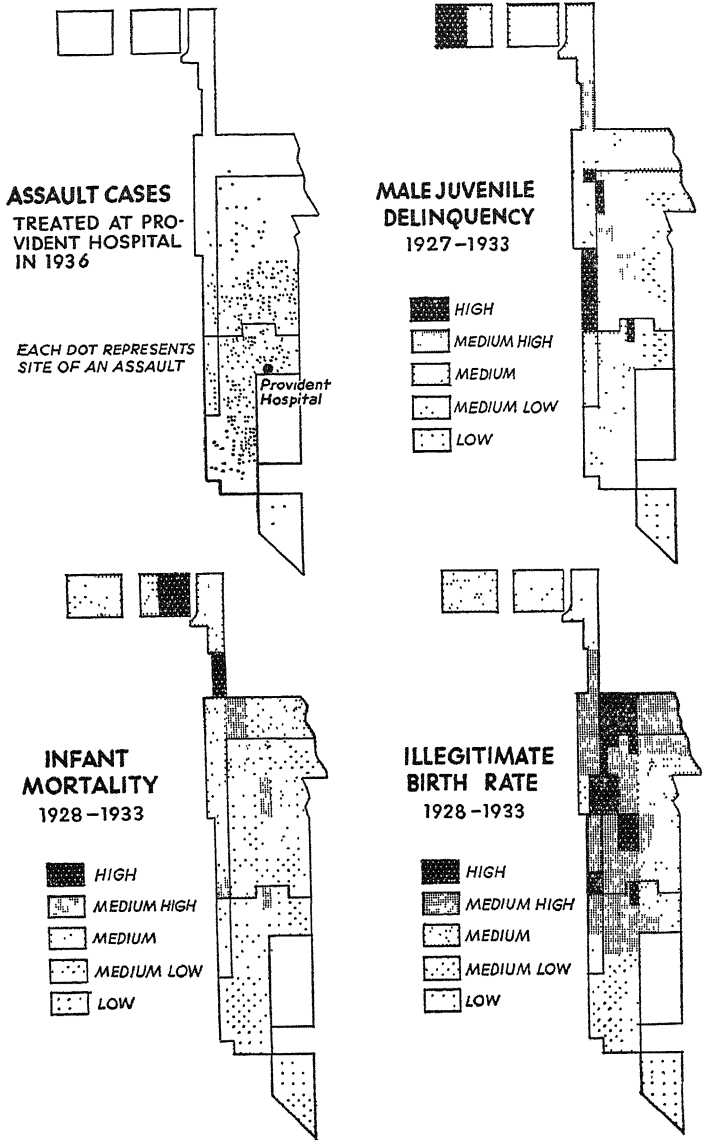 ASSAULT CASES
TREATED AT PRO-
VIDENT HOSPITAL
IN 1936
EACH DOT REPRESENTS
SITE OF AN ASSAULT
Provident
Hospital
MALE JUVENILE
DELINQUENCY
1927–1933
HIGH
MEDIUM HIGH
MEDIUM
MEDIUM LOW
LOW
INFANT
MORTALITY
1928–1933
HIGH
MEDIUM HIGH
MEDIUM
MEDIUM LOW
LOW
ILLEGITIMATE
BIRTH RATE
1928–1933
HIGH
MEDIUM HIGH
MEDIUM
MEDIUM LOW
LOW